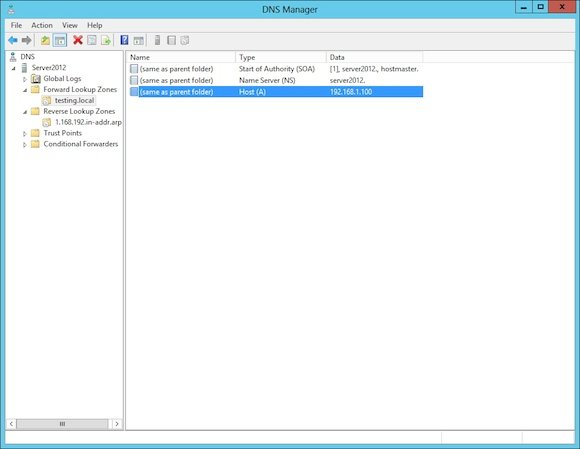 DNS Manager
File Action View Help
DNS
Server2012
Global Logs
Forward Lookup Zones
testing.local
Reverse Lookup Zones
1.168.192.in-addr.arp
Trust Points
Conditional Forwarders
Name Type Data
(same as parent folder) Start of Authority (SOA) [1], server2012., hostmaster.
(same as parent folder) Name Server (NS) server2012.
(same as parent folder) Host (A) 192.168.1.100